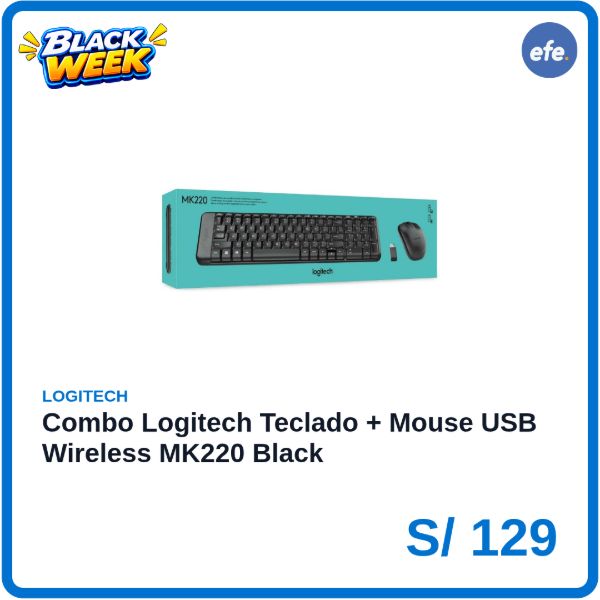 BLACK
WEEK
efe.
MK220
logitech
LOGITECH
Combo Logitech Teclado + Mouse USB
Wireless MK220 Black
S/ 129